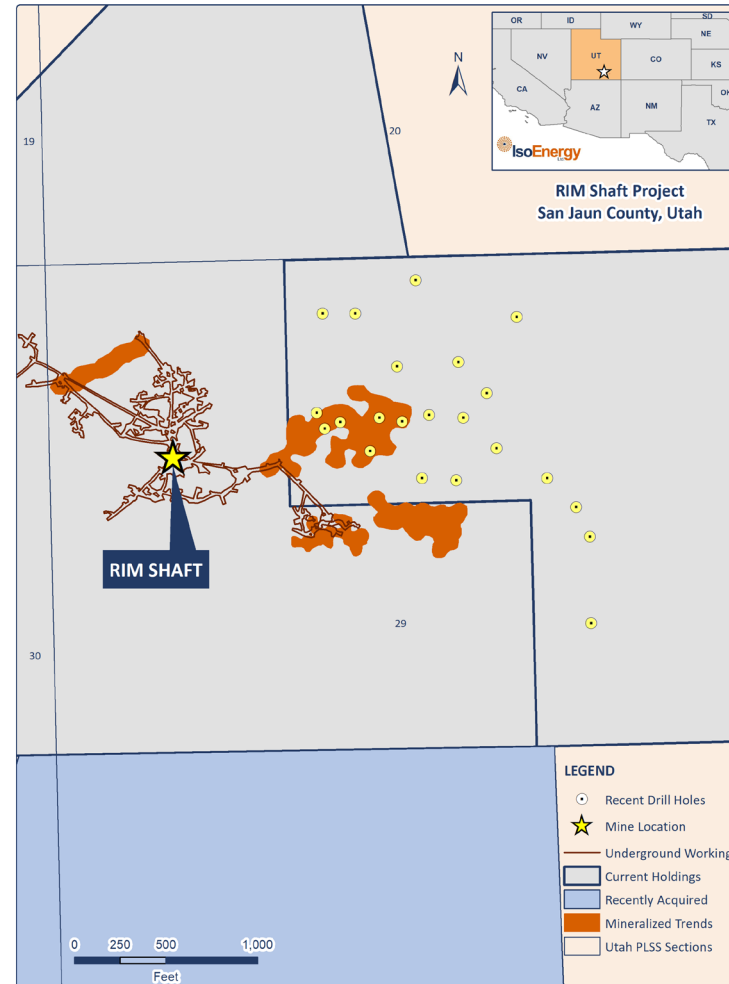 OR
ID
WY
SD
NE
NV
UT
CO
KS
CA
AZ
NM
OK
TX
IsoEnergy
N
RIM Shaft Project
San Jaun County, Utah
19
20
RIM SHAFT
29
30
LEGEND
Recent Drill Holes
Mine Location
Underground Working
Current Holdings
Recently Acquired
Mineralized Trends
Utah PLSS Sections
0 250 500 1,000
Feet